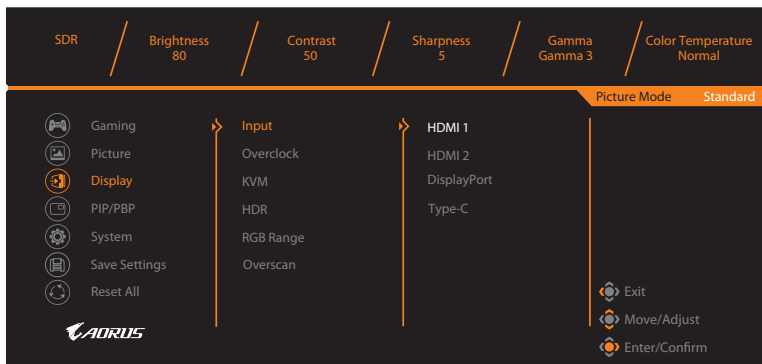 SDR Brightness Contrast Sharpness Gamma Color Temperature
80 50 5 Gamma 3 Normal
Picture Mode Standard
Gaming Input HDMI 1
Picture Overclock HDMI 2
Display KVM DisplayPort
PIP/PBP HDR Type-C
System RGB Range
Save Settings Overscan
Reset All Exit
AORUS Move/Adjust
Enter/Confirm